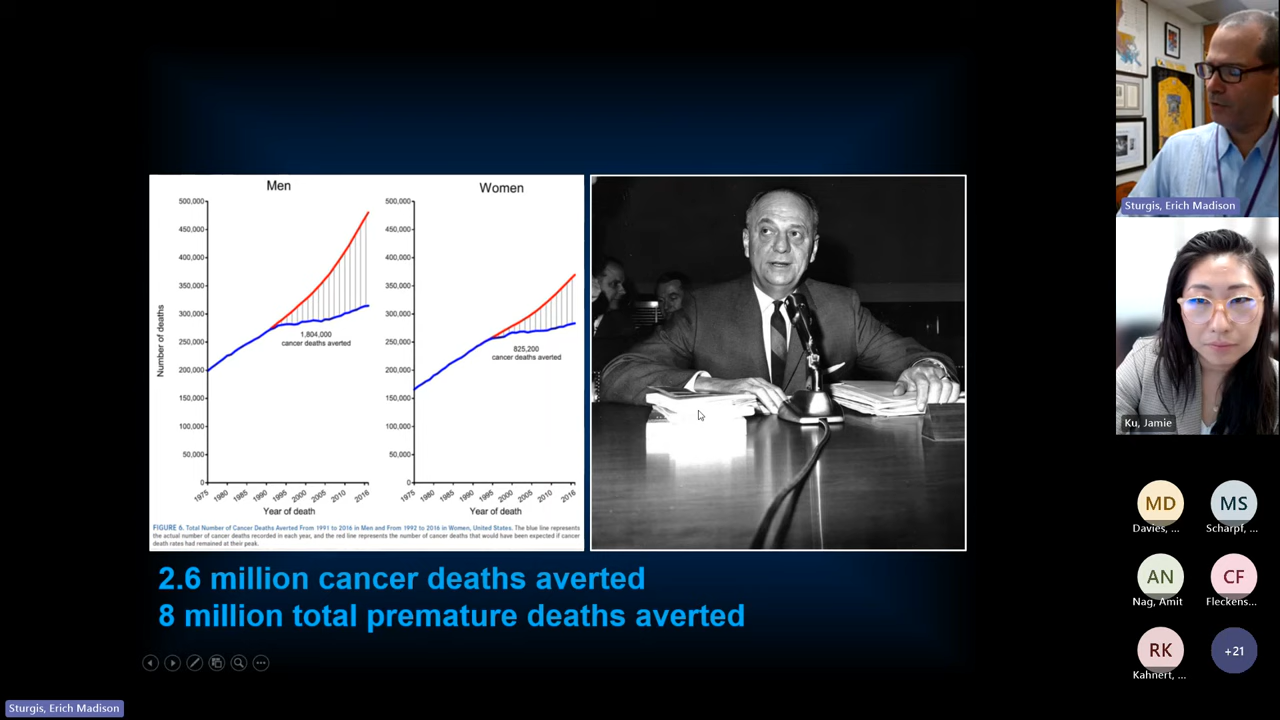 Men
Women
500,000
450,000
400,000
350,000
300,000
250,000
200,000
150,000
100,000
50,000
0
Number of deaths
1,804,000
cancer deaths averted
1975
1980
1985
1990
1995
2000
2005
2010
2016
Year of death
500,000
450,000
400,000
350,000
300,000
250,000
200,000
150,000
100,000
50,000
0
825,200
cancer deaths averted
1975
1980
1985
1990
1995
2000
2005
2010
2016
Year of death
FIGURE 6. Total Number of Cancer Deaths Averted From 1991 to 2016 in Men and From 1992 to 2016 in Women, United States. The blue line represents
the actual number of cancer deaths recorded in each year, and the red line represents the number of cancer deaths that would have been expected if cancer
death rates had remained at their peak.
2.6 million cancer deaths averted
8 million total premature deaths averted
Sturgis, Erich Madison
Sturgis, Erich Madison
Ku, Jamie
MD
Davies, ...
MS
Scharpf, ...
AN
Nag, Amit
CF
Fleckens...
RK
Kahnert, ...
+21